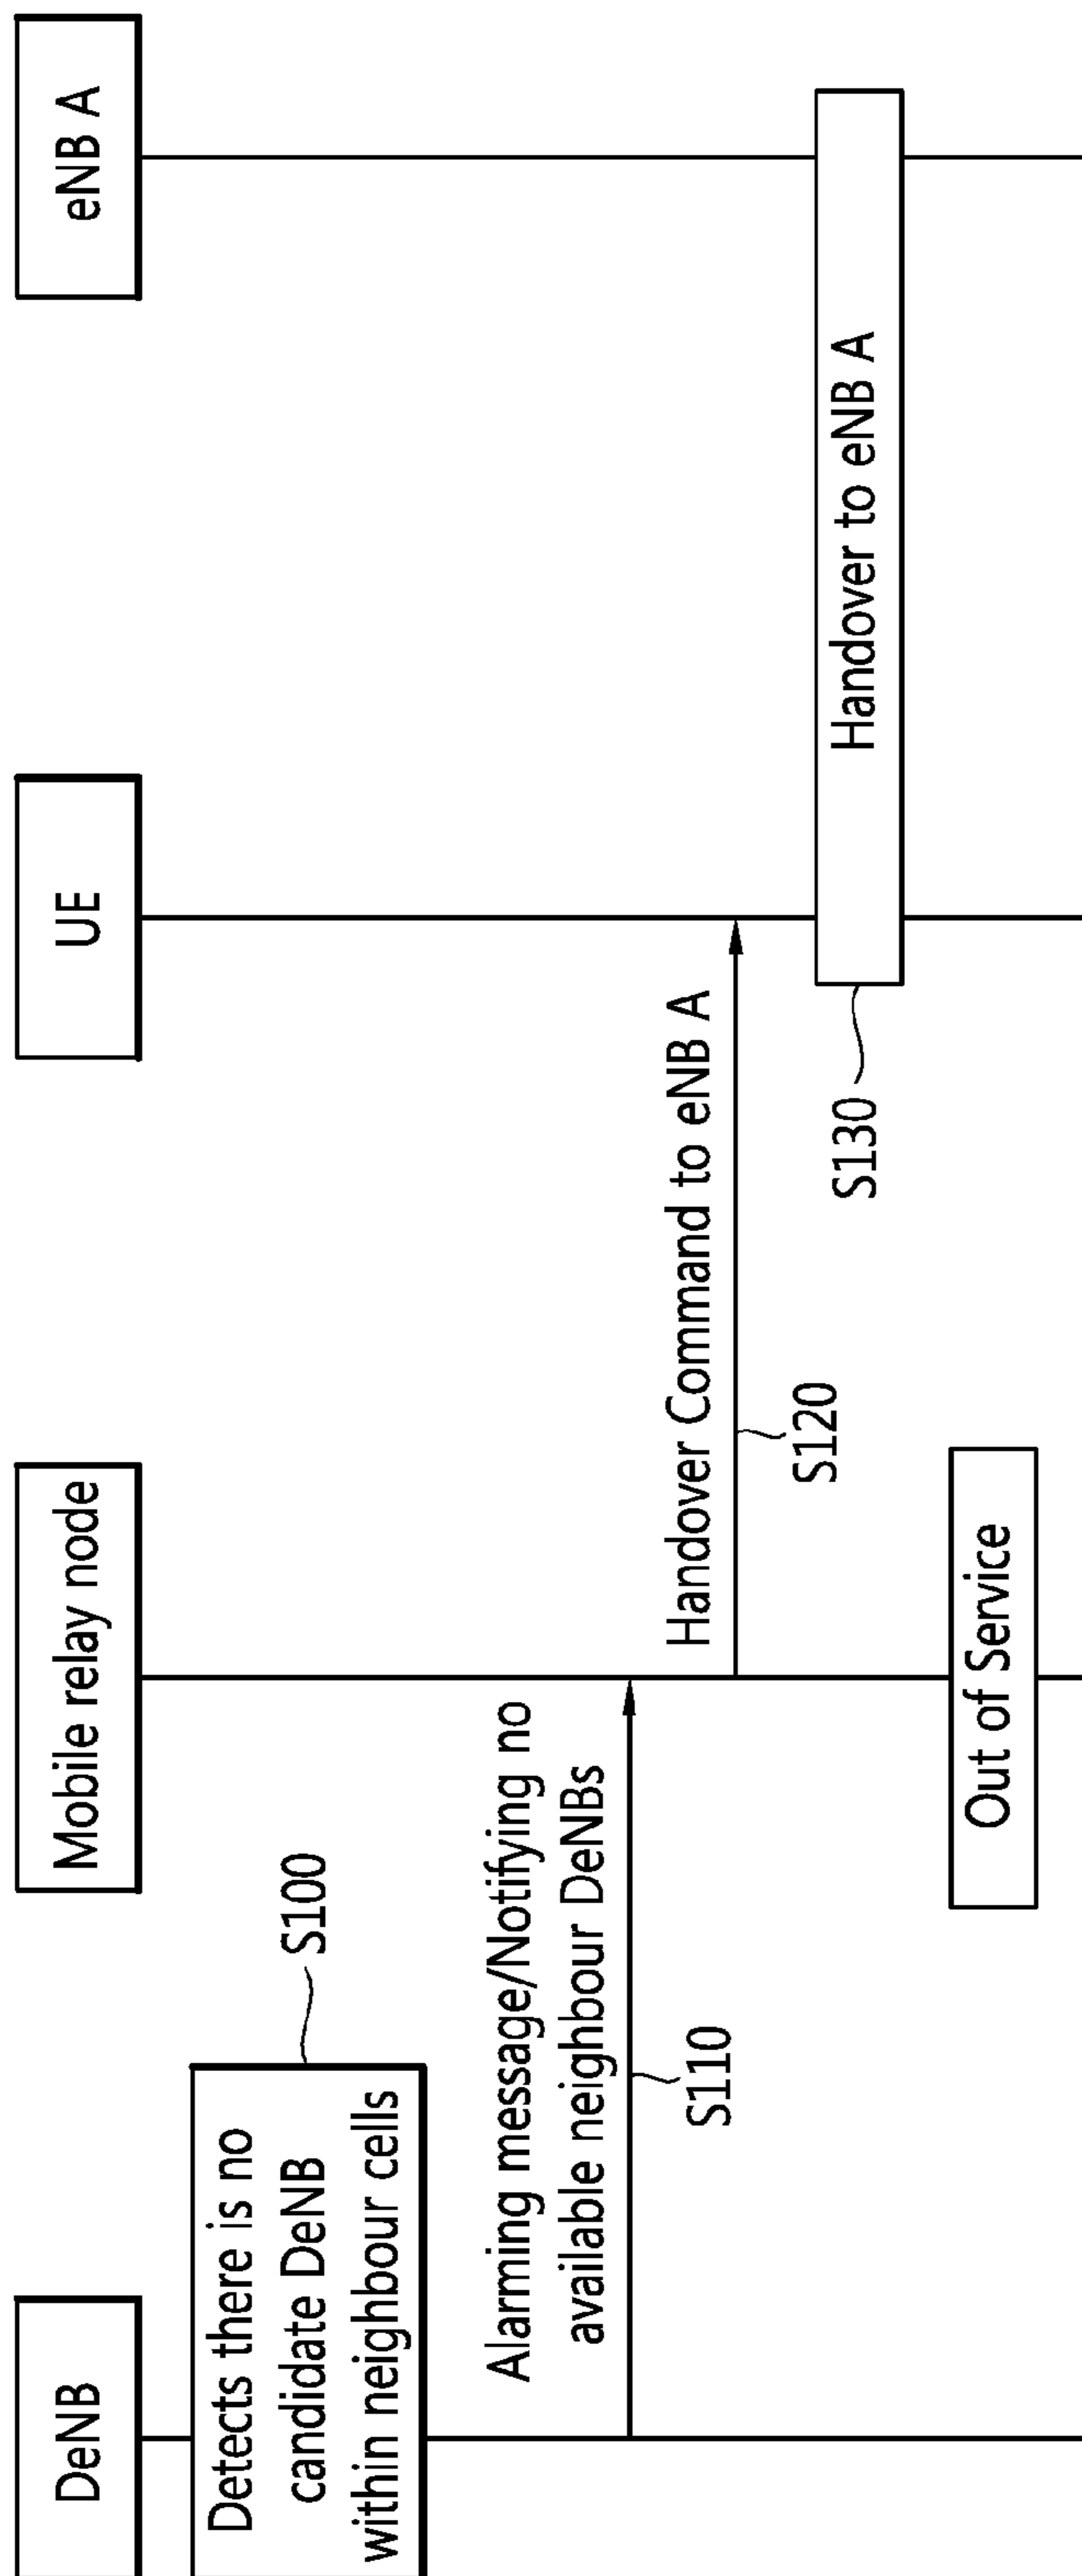 DeNB
Mobile relay node
UE
eNB A
Detects there is no
candidate DeNB
within neighbour cells
S100
Alarming message/Notifying no
available neighbour DeNBs
S110
Handover Command to eNB A
S120
Handover to eNB A
S130
Out of Service